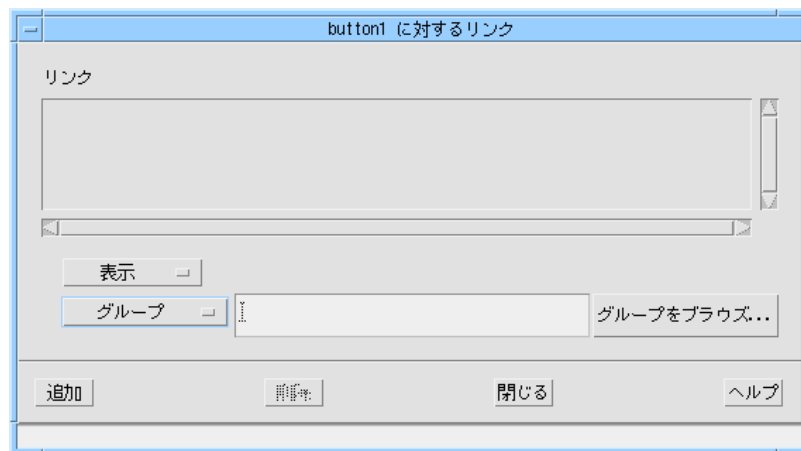 button1 に対するリンク
リンク
表示
グループ
グループをブラウズ...
追加
閉じる
ヘルプ